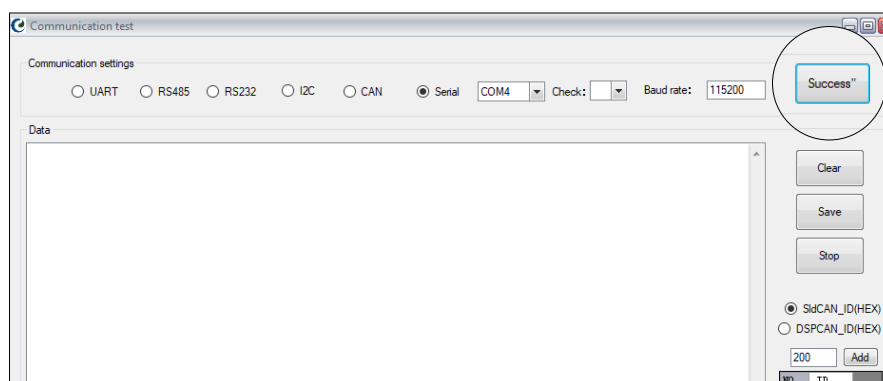 Communication test
Communication settings
UART RS485 RS232 I2C CAN Serial COM4 Check: Baud rate: 115200 Success"
Data
Clear
Save
Stop
SldCAN_ID(HEX)
DSPCAN_ID(HEX)
200 Add
NO ID